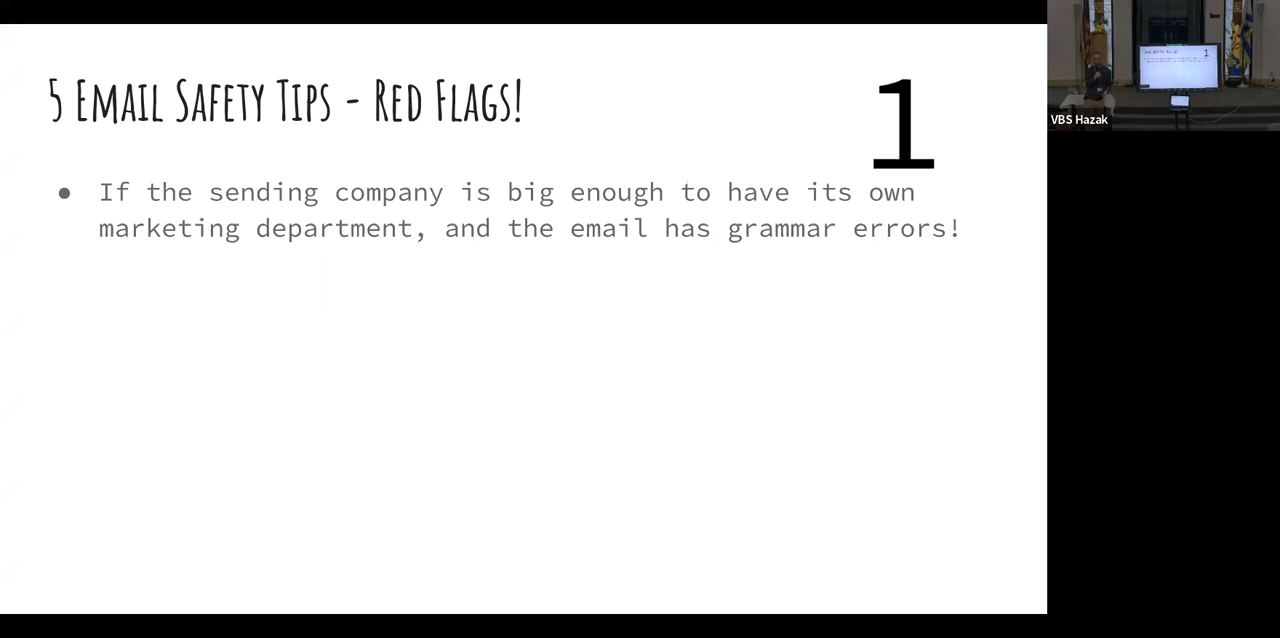 5 Email Safety Tips - Red Flags!
1
● If the sending company is big enough to have its own
marketing department, and the email has grammar errors!
VBS Hazak